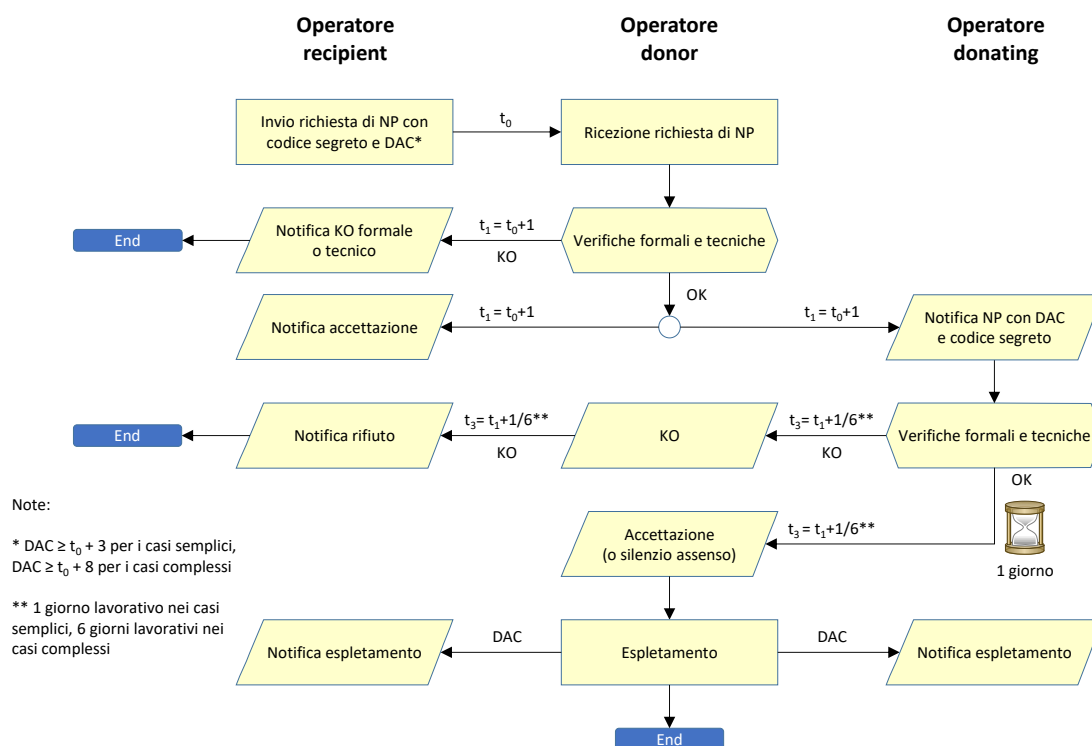 Operatore
recipient
Operatore
donor
Operatore
donating
Invio richiesta di NP con
codice segreto e DAC*
t₀
Ricezione richiesta di NP
End
Notifica KO formale
o tecnico
t₁ = t₀+1
KO
Verifiche formali e tecniche
OK
Notifica accettazione
t₁ = t₀+1
t₁ = t₀+1
Notifica NP con DAC
e codice segreto
End
Notifica rifiuto
t₃= t₁+1/6**
KO
KO
t₃= t₁+1/6**
KO
Verifiche formali e tecniche
OK
Note:
* DAC ≥ t₀ + 3 per i casi semplici,
DAC ≥ t₀ + 8 per i casi complessi
** 1 giorno lavorativo nei casi
semplici, 6 giorni lavorativi nei
casi complessi
Accettazione
(o silenzio assenso)
t₃ = t₁+1/6**
1 giorno
Notifica espletamento
DAC
Espletamento
DAC
Notifica espletamento
End